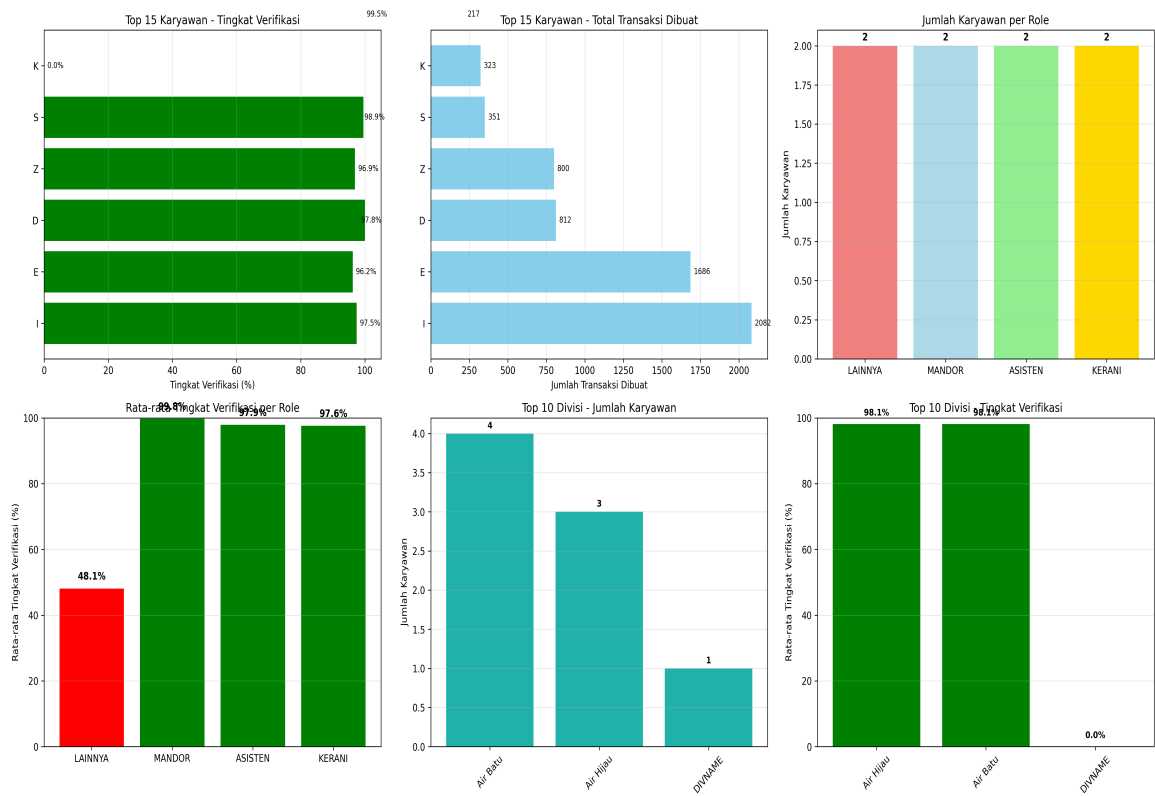 99.5%
Top 15 Karyawan - Tingkat Verifikasi
K
0.0%
S
98.9%
Z
96.9%
D
97.8%
E
96.2%
I
97.5%
0
20
40
60
80
100
Tingkat Verifikasi (%)
217
Top 15 Karyawan - Total Transaksi Dibuat
K
323
S
351
Z
800
D
812
E
1686
I
2082
0
250
500
750
1000
1250
1500
1750
2000
Jumlah Transaksi Dibuat
Jumlah Karyawan per Role
2
2
2
2
2.00
1.75
1.50
1.25
1.00
0.75
0.50
0.25
0.00
Jumlah Karyawan
LAINNYA
MANDOR
ASISTEN
KERANI
Rata-rata Tingkat Verifikasi per Role
99.8%
97.9%
97.6%
48.1%
100
80
60
40
20
0
Rata-rata Tingkat Verifikasi (%)
LAINNYA
MANDOR
ASISTEN
KERANI
Top 10 Divisi - Jumlah Karyawan
4
3
1
4.0
3.5
3.0
2.5
2.0
1.5
1.0
0.5
0.0
Jumlah Karyawan
Air Batu
Air Hijau
DIVNAME
Top 10 Divisi - Tingkat Verifikasi
98.1%
98.1%
0.0%
100
80
60
40
20
0
Rata-rata Tingkat Verifikasi (%)
Air Hijau
Air Batu
DIVNAME